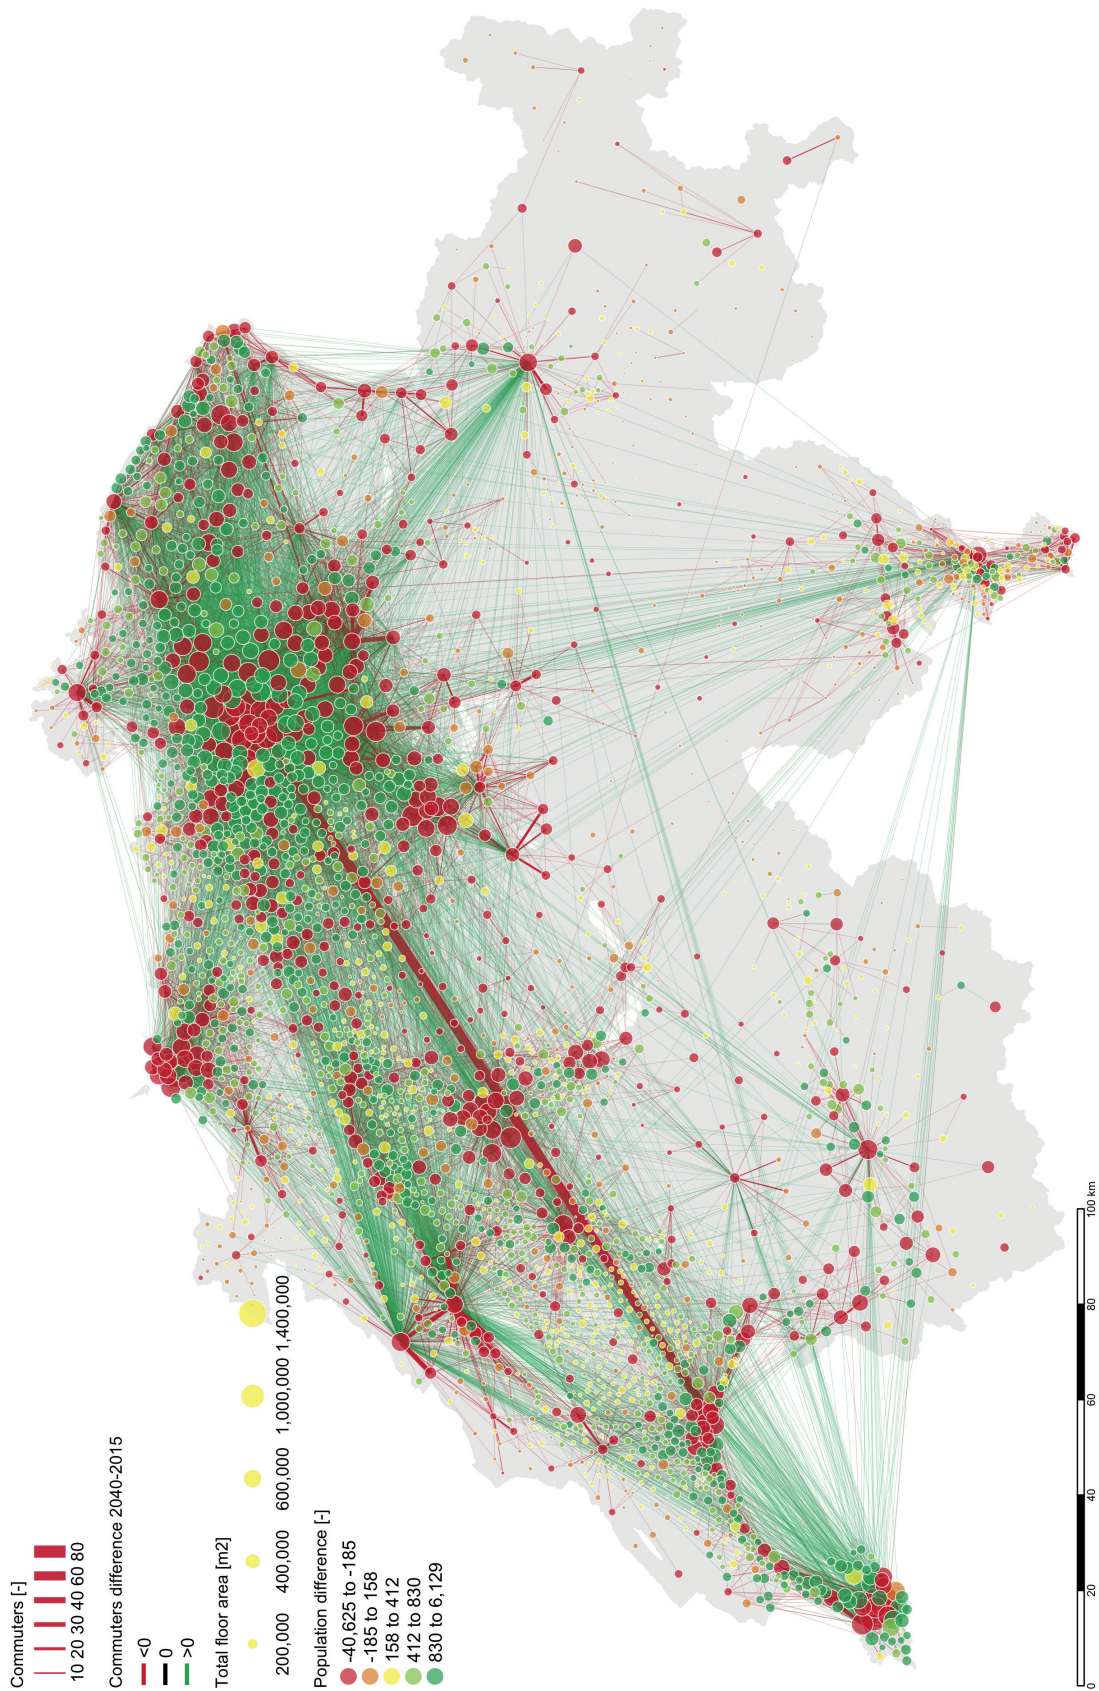 Commuters [-]
10 20 30 40 60 80
Commuters difference 2040-2015
<0
0
>0
Total floor area [m2]
200,000 400,000 600,000 1,000,000 1,400,000
Population difference [-]
-40,625 to -185
-185 to 158
158 to 412
412 to 830
830 to 6,129
0 20 40 60 80 100 km